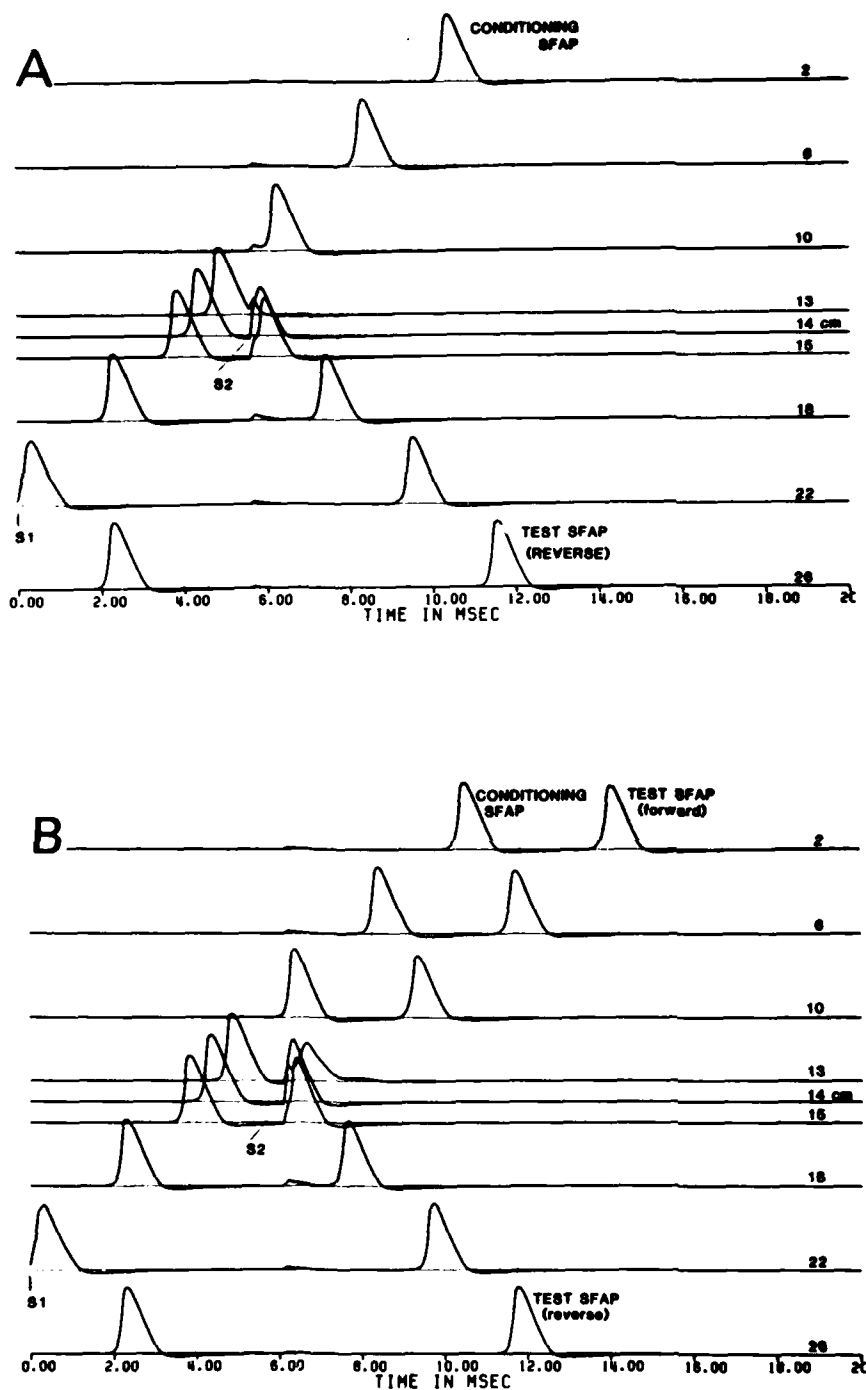 A
CONDITIONING
SFAP
2
6
10
13
14 cm
15
S2
18
22
S1
TEST SFAP
(REVERSE)
26
0.00 2.00 4.00 6.00 8.00 10.00 12.00 14.00 16.00 18.00 20
TIME IN MSEC
B
CONDITIONING
SFAP
TEST SFAP
(forward)
2
6
10
13
14 cm
15
S2
18
22
S1
TEST SFAP
(reverse)
26
0.00 2.00 4.00 6.00 8.00 10.00 12.00 14.00 16.00 18.00 20
TIME IN MSEC